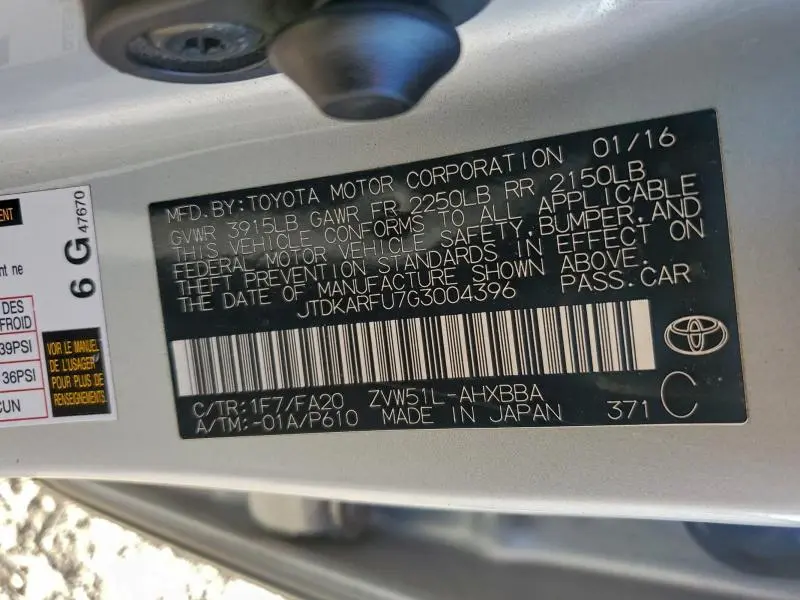 MFD. BY: TOYOTA MOTOR CORPORATION 01/16
GVWR 3915LB GAWR FR 2250LB RR 2150LB
THIS VEHICLE CONFORMS TO ALL APPLICABLE
FEDERAL MOTOR VEHICLE SAFETY, BUMPER, AND
THEFT PREVENTION STANDARDS IN EFFECT ON
THE DATE OF MANUFACTURE SHOWN ABOVE.
JTDKARFU7G3004396 PASS. CAR
C/TR: 1F7/FA20 ZVW51L-AHXBBA
A/TM: -01A/P610 MADE IN JAPAN 371 C
6 G 47670
ENT
nt ne
DES
FROID
39PSI
36PSI
CUN
VOIR LE MANUEL
DE L'USAGER
POUR PLUS DE
RENSEIGNEMENTS